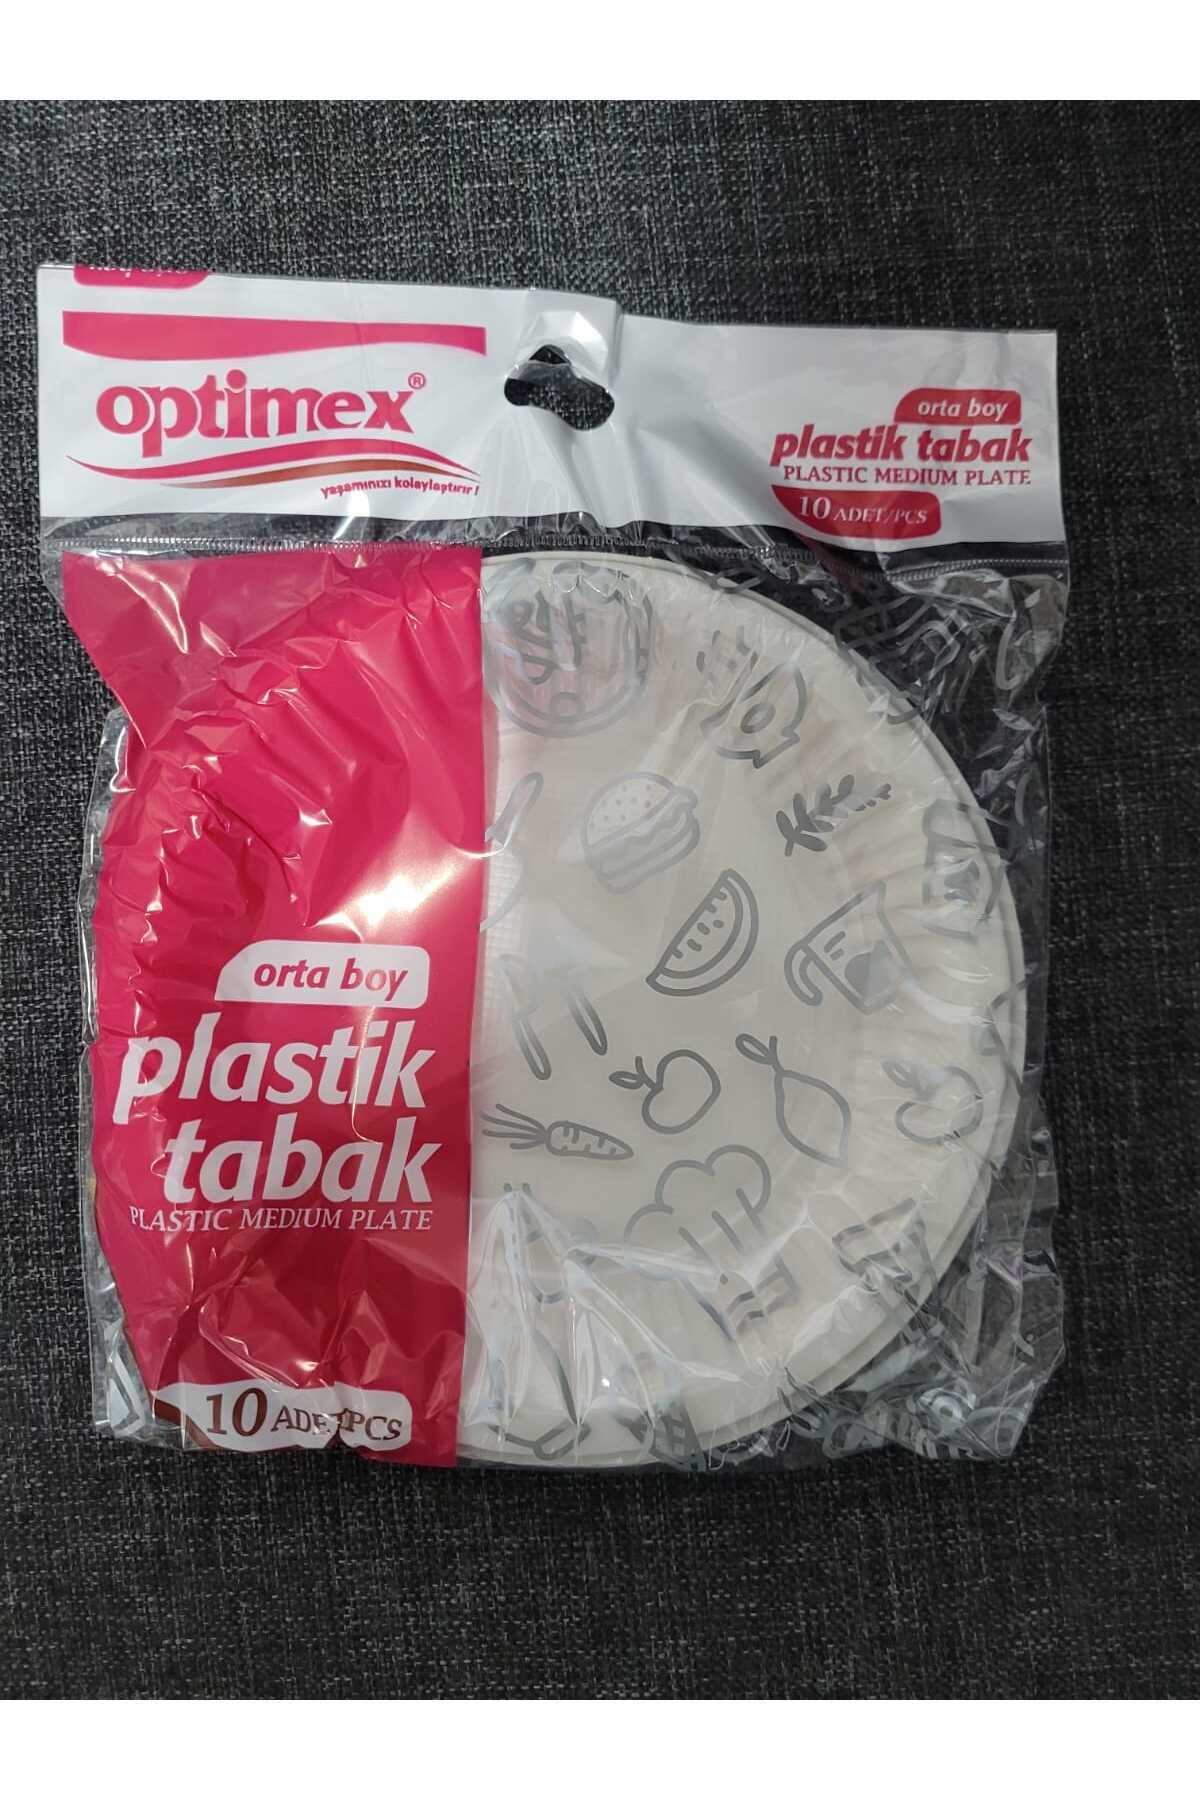 optimex®
yaşamınızı kolaylaştırır!
orta boy
plastik tabak
PLASTIC MEDIUM PLATE
10 ADET/PCS
orta boy
plastik
tabak
PLASTIC MEDIUM PLATE
10 ADET/PCS